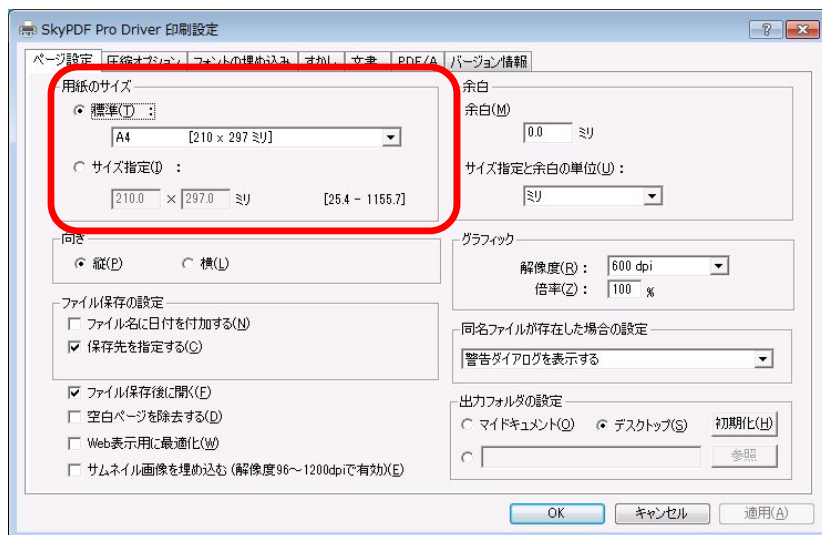 SkyPDF Pro Driver 印刷設定
ページ設定 圧縮オプション フォントの埋め込み すかし 文書 PDF/A バージョン情報
用紙のサイズ
標準(T) :
A4 [210 x 297 ミリ]
サイズ指定(I) :
210.0 × 297.0 ミリ [25.4 - 1155.7]
余白
余白(M)
0.0 ミリ
サイズ指定と余白の単位(U):
ミリ
向き
縦(P) 横(L)
グラフィック
解像度(R): 600 dpi
倍率(Z): 100 %
ファイル保存の設定
ファイル名に日付を付加する(N)
保存先を指定する(C)
同名ファイルが存在した場合の設定
警告ダイアログを表示する
ファイル保存後に開く(F)
空白ページを除去する(D)
Web表示用に最適化(W)
サムネイル画像を埋め込む(解像度96~1200dpiで有効)(E)
出力フォルダの設定
マイドキュメント(O) デスクトップ(S) 初期化(H)
参照
OK キャンセル 適用(A)